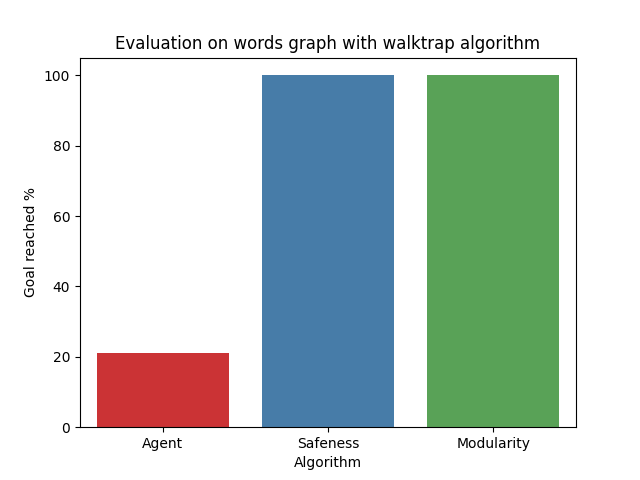 Evaluation on words graph with walktrap algorithm
100
80
60
40
20
0
Goal reached %
Agent
Safeness
Modularity
Algorithm